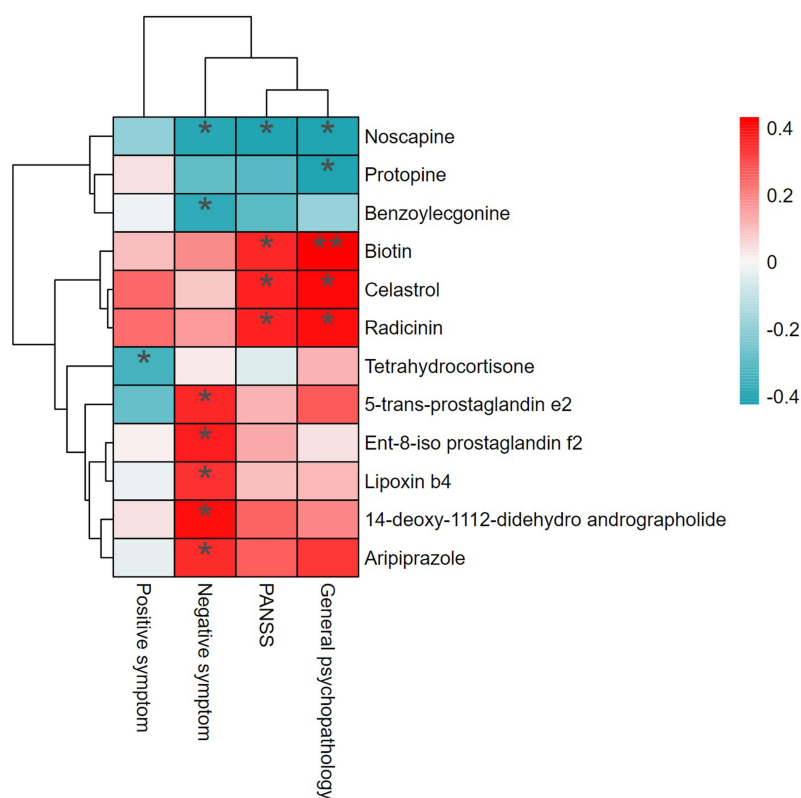 * * * Noscapine
* Protopine
* Benzoylecgonine
* ** Biotin
* * Celastrol
* * Radicinin
* Tetrahydrocortisone
* 5-trans-prostaglandin e2
* Ent-8-iso prostaglandin f2
* Lipoxin b4
* 14-deoxy-1112-didehydro andrographolide
* Aripiprazole
Positive symptom
Negative symptom
PANSS
General psychopathology
0.4
0.2
0
-0.2
-0.4